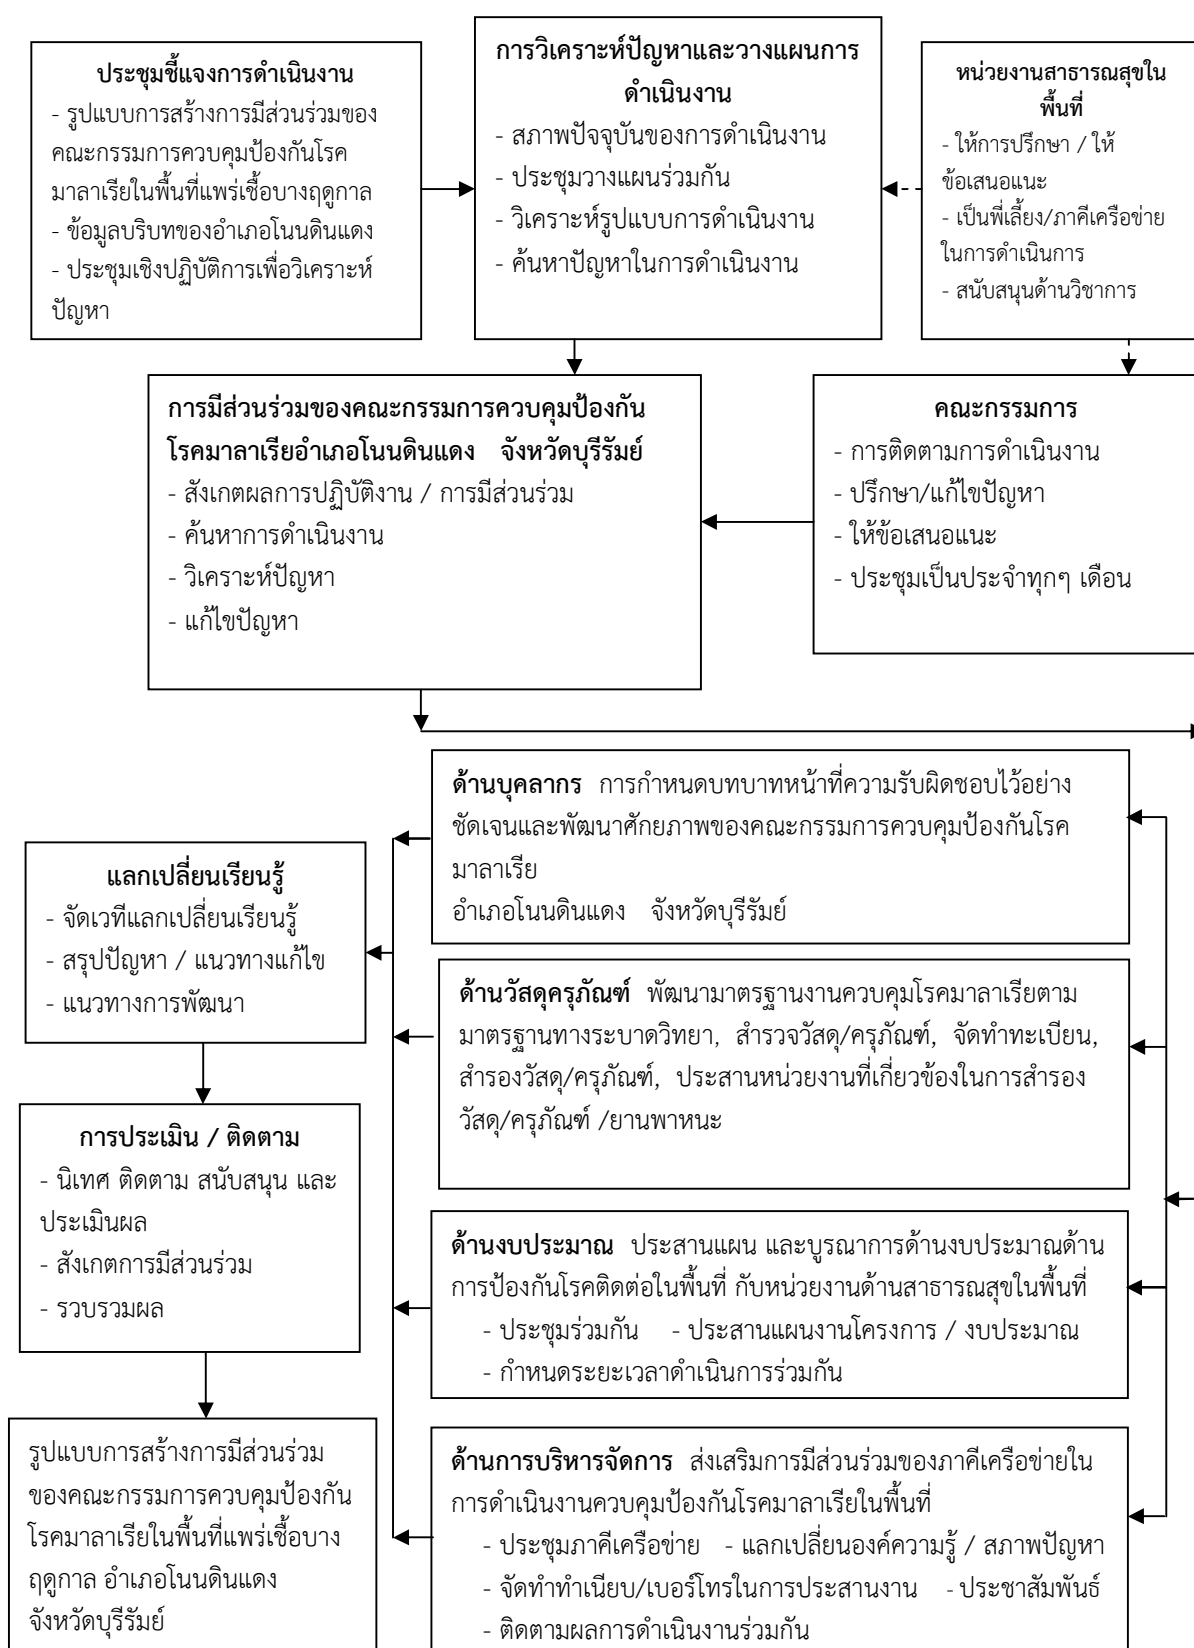 ประชุมชี้แจงการดำเนินงาน
- รูปแบบการสร้างการมีส่วนร่วมของ
คณะกรรมการควบคุมป้องกันโรค
มาลาเรียในพื้นที่แพร่เชื้อบางฤดูกาล
- ข้อมูลบริบทของอำเภอโนนดินแดง
- ประชุมเชิงปฏิบัติการเพื่อวิเคราะห์
ปัญหา
การวิเคราะห์ปัญหาและวางแผนการ
ดำเนินงาน
- สภาพปัจจุบันของการดำเนินงาน
- ประชุมวางแผนร่วมกัน
- วิเคราะห์รูปแบบการดำเนินงาน
- ค้นหาปัญหาในการดำเนินงาน
หน่วยงานสาธารณสุขใน
พื้นที่
- ให้การปรึกษา / ให้
ข้อเสนอแนะ
- เป็นพี่เลี้ยง/ภาคีเครือข่าย
ในการดำเนินการ
- สนับสนุนด้านวิชาการ
การมีส่วนร่วมของคณะกรรมการควบคุมป้องกัน
โรคมาลาเรียอำเภอโนนดินแดง จังหวัดบุรีรัมย์
- สังเกตผลการปฏิบัติงาน / การมีส่วนร่วม
- ค้นหาการดำเนินงาน
- วิเคราะห์ปัญหา
- แก้ไขปัญหา
คณะกรรมการ
- การติดตามการดำเนินงาน
- ปรึกษา/แก้ไขปัญหา
- ให้ข้อเสนอแนะ
- ประชุมเป็นประจำทุกๆ เดือน
ด้านบุคลากร การกำหนดบทบาทหน้าที่ความรับผิดชอบไว้อย่าง
ชัดเจนและพัฒนาศักยภาพของคณะกรรมการควบคุมป้องกันโรค
มาลาเรีย
อำเภอโนนดินแดง จังหวัดบุรีรัมย์
แลกเปลี่ยนเรียนรู้
- จัดเวทีแลกเปลี่ยนเรียนรู้
- สรุปปัญหา / แนวทางแก้ไข
- แนวทางการพัฒนา
ด้านวัสดุครุภัณฑ์ พัฒนามาตรฐานงานควบคุมโรคมาลาเรียตาม
มาตรฐานทางระบาดวิทยา, สำรวจวัสดุ/ครุภัณฑ์, จัดทำทะเบียน,
สำรองวัสดุ/ครุภัณฑ์, ประสานหน่วยงานที่เกี่ยวข้องในการสำรอง
วัสดุ/ครุภัณฑ์ /ยานพาหนะ
การประเมิน / ติดตาม
- นิเทศ ติดตาม สนับสนุน และ
ประเมินผล
- สังเกตการมีส่วนร่วม
- รวบรวมผล
ด้านงบประมาณ ประสานแผน และบูรณาการด้านงบประมาณด้าน
การป้องกันโรคติดต่อในพื้นที่ กับหน่วยงานด้านสาธารณสุขในพื้นที่
- ประชุมร่วมกัน - ประสานแผนงานโครงการ / งบประมาณ
- กำหนดระยะเวลาดำเนินการร่วมกัน
รูปแบบการสร้างการมีส่วนร่วม
ของคณะกรรมการควบคุมป้องกัน
โรคมาลาเรียในพื้นที่แพร่เชื้อบาง
ฤดูกาล อำเภอโนนดินแดง
จังหวัดบุรีรัมย์
ด้านการบริหารจัดการ ส่งเสริมการมีส่วนร่วมของภาคีเครือข่ายใน
การดำเนินงานควบคุมป้องกันโรคมาลาเรียในพื้นที่
- ประชุมภาคีเครือข่าย - แลกเปลี่ยนองค์ความรู้ / สภาพปัญหา
- จัดทำทำเนียบ/เบอร์โทรในการประสานงาน - ประชาสัมพันธ์
- ติดตามผลการดำเนินงานร่วมกัน